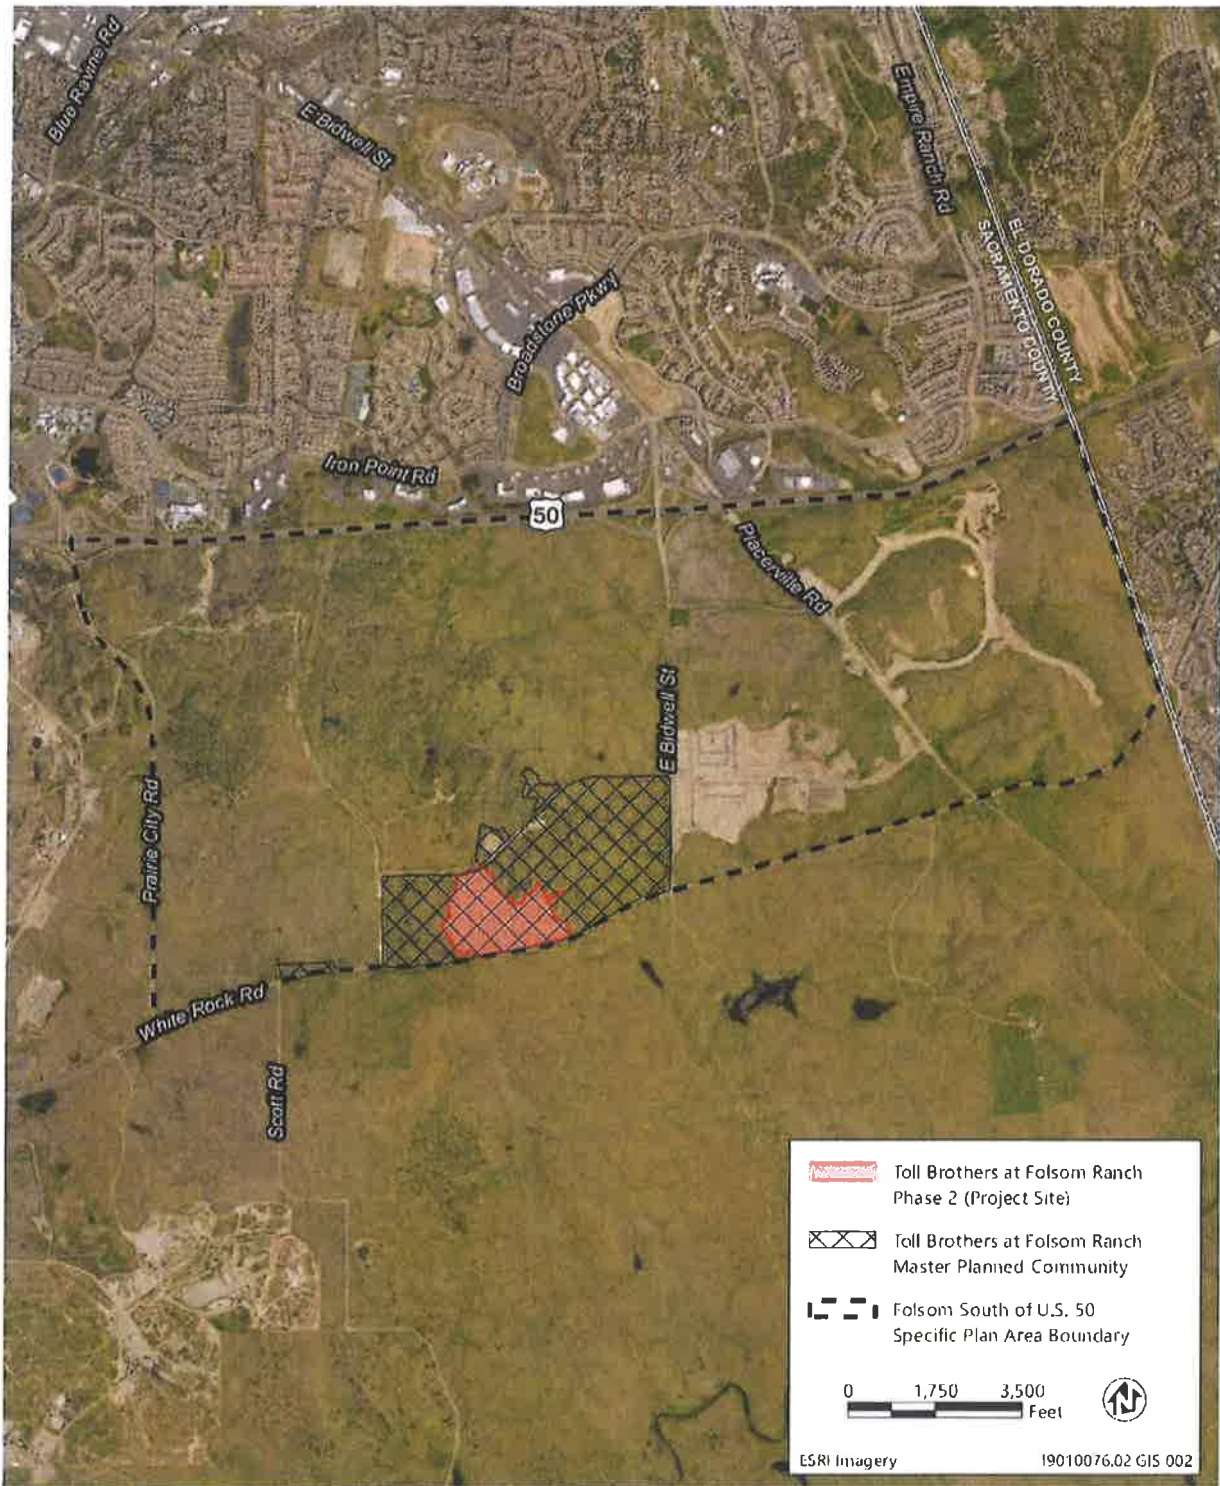 Blue Ravine Rd
E Bidwell St
Empire Ranch Rd
EL DORADO COUNTY
SACRAMENTO COUNTY
Broadstone Pkwy
Iron Point Rd
50
Placerville Rd
E Bidwell St
Prairie City Rd
White Rock Rd
Scott Rd
Toll Brothers at Folsom Ranch
Phase 2 (Project Site)
Toll Brothers at Folsom Ranch
Master Planned Community
Folsom South of U.S. 50
Specific Plan Area Boundary
0 1,750 3,500
Feet
N
ESRI Imagery 19010076.02 GIS 002